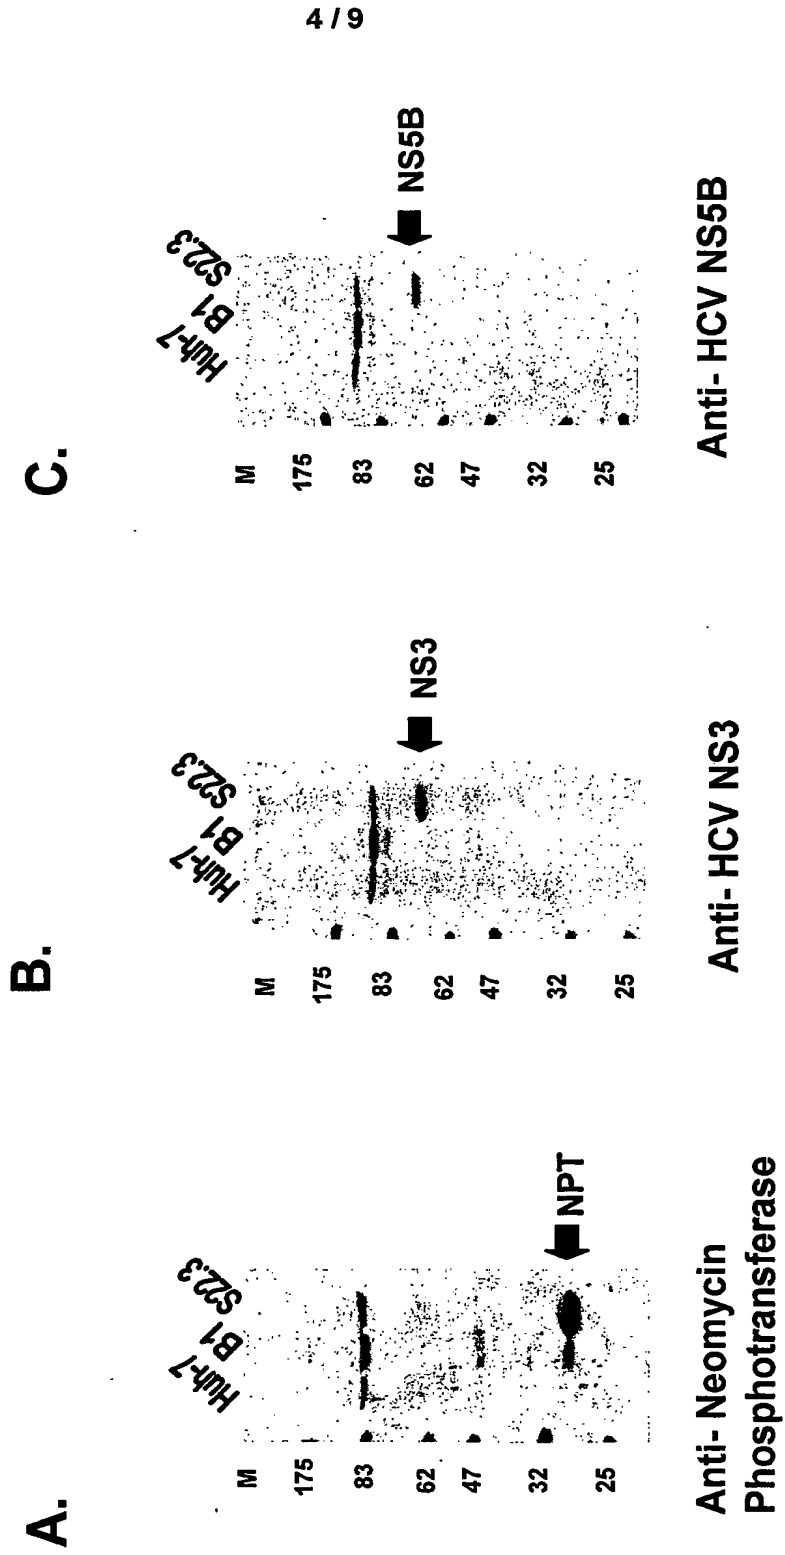 4 / 9
A.
Huh-7 B1 S22.3
M
175
83
62
47
32
25
NPT
Anti- Neomycin
Phosphotransferase
B.
Huh-7 B1 S22.3
M
175
83
62
47
32
25
NS3
Anti- HCV NS3
C.
Huh-7 B1 S22.3
M
175
83
62
47
32
25
NS5B
Anti- HCV NS5B